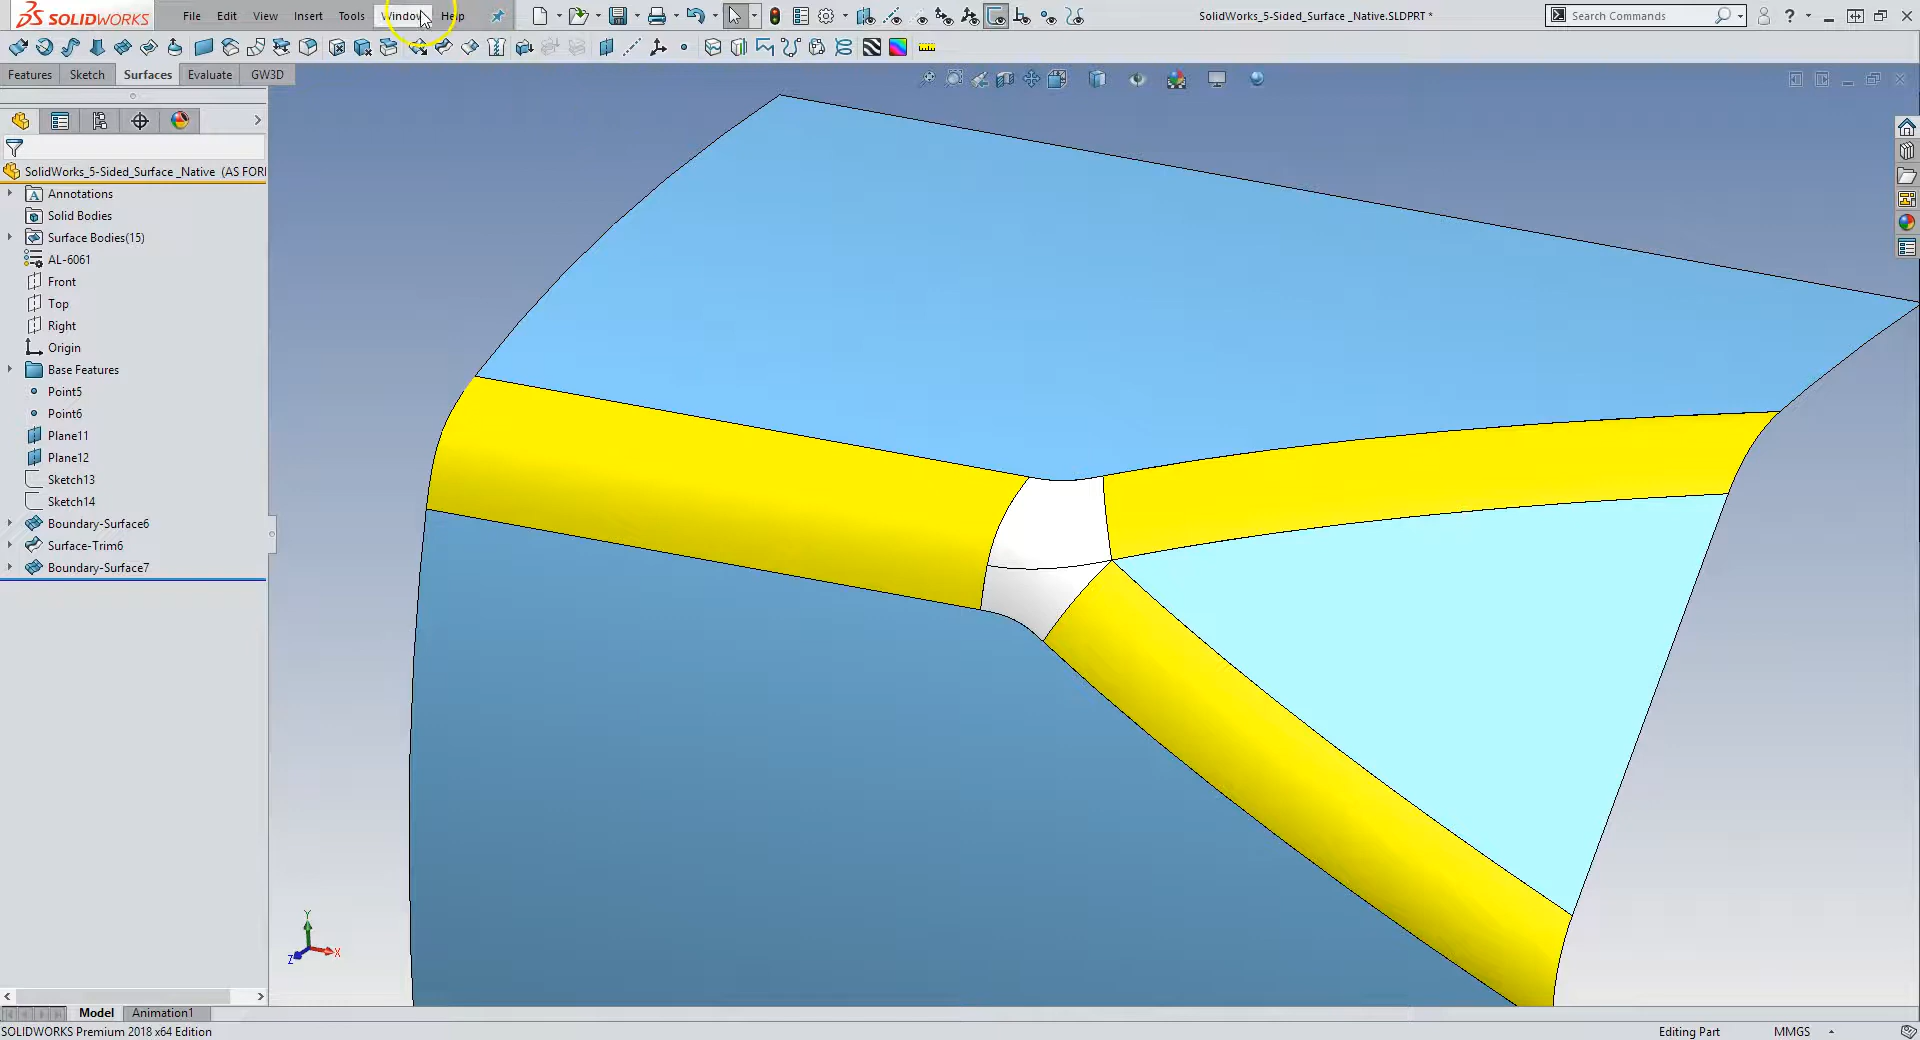 SOLIDWORKS File Edit View Insert Tools Window Help SolidWorks_5-Sided_Surface _Native.SLDPRT * Search Commands ?
Features Sketch Surfaces Evaluate GW3D
SolidWorks_5-Sided_Surface _Native (AS FORI
A Annotations
Solid Bodies
Surface Bodies(15)
AL-6061
Front
Top
Right
Origin
Base Features
Point5
Point6
Plane11
Plane12
Sketch13
Sketch14
Boundary-Surface6
Surface-Trim6
Boundary-Surface7
Y
Z X
Model Animation1
SOLIDWORKS Premium 2018 x64 Edition Editing Part MMGS